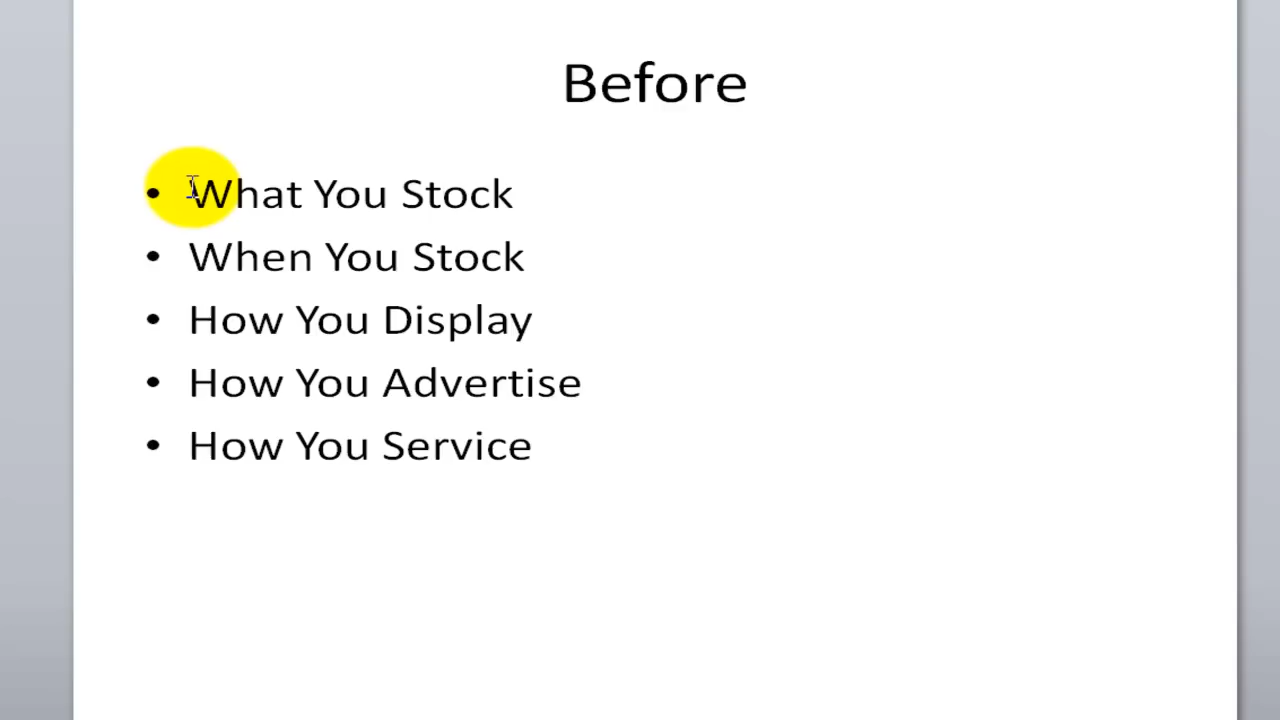 Before
• What You Stock
• When You Stock
• How You Display
• How You Advertise
• How You Service